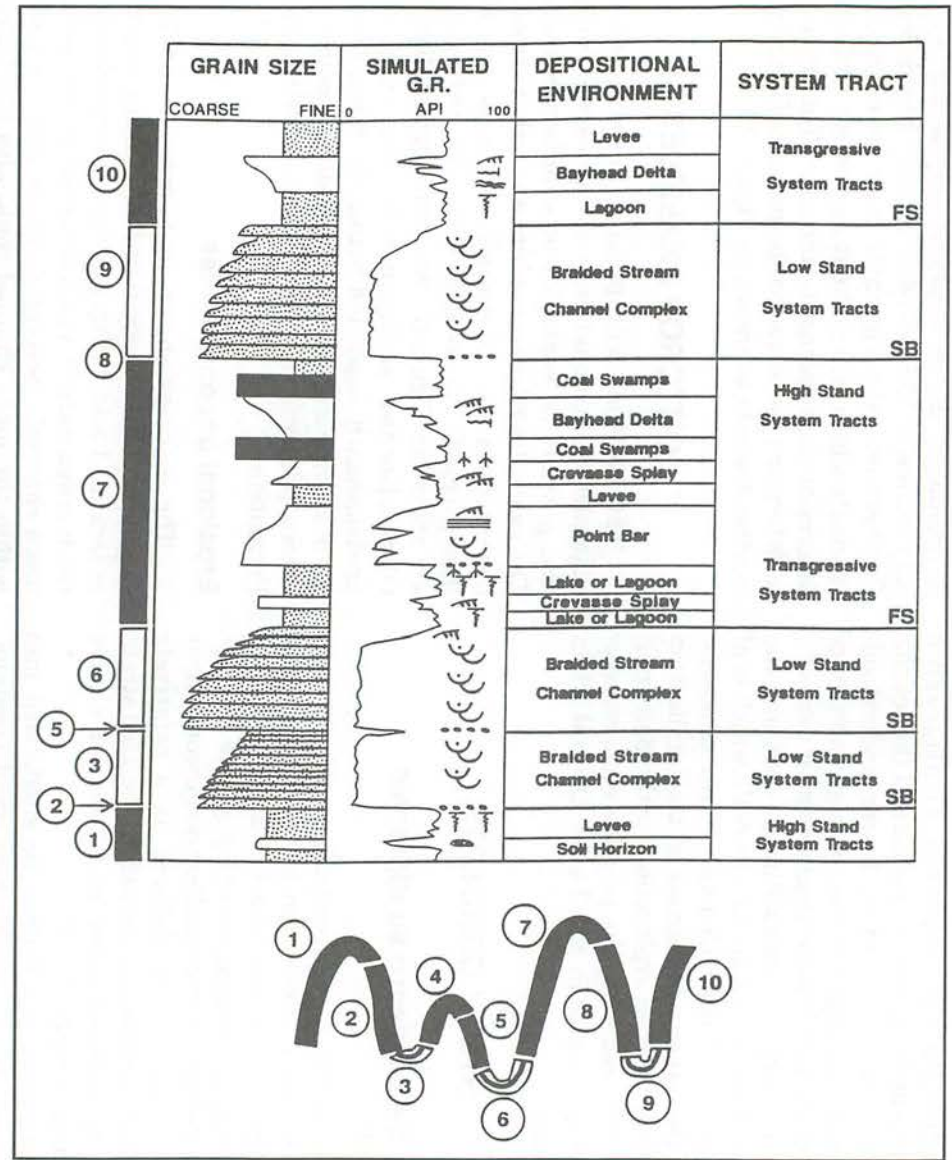 GRAIN SIZE
COARSE FINE
SIMULATED
G.R.
0 API 100
DEPOSITIONAL
ENVIRONMENT
SYSTEM TRACT
10
Levee
Bayhead Delta
Lagoon
Transgressive
System Tracts
FS
9
Braided Stream
Channel Complex
Low Stand
System Tracts
SB
8
7
Coal Swamps
Bayhead Delta
Coal Swamps
Crevasse Splay
Levee
Point Bar
Lake or Lagoon
Crevasse Splay
Lake or Lagoon
High Stand
System Tracts
Transgressive
System Tracts
FS
6
Braided Stream
Channel Complex
Low Stand
System Tracts
SB
5
3
Braided Stream
Channel Complex
Low Stand
System Tracts
SB
2
1
Levee
Soil Horizon
High Stand
System Tracts
1
2
3
4
5
6
7
8
9
10